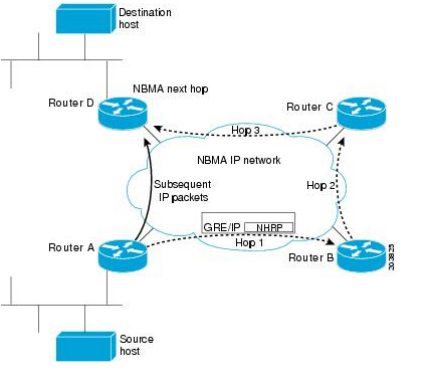 Destination
host
NBMA next hop
Router D
Router C
Hop 3
NBMA IP network
Subsequent
IP packets
Hop 2
GRE/IP
NHRP
Hop 1
Router A
Router B
203825
Source
host